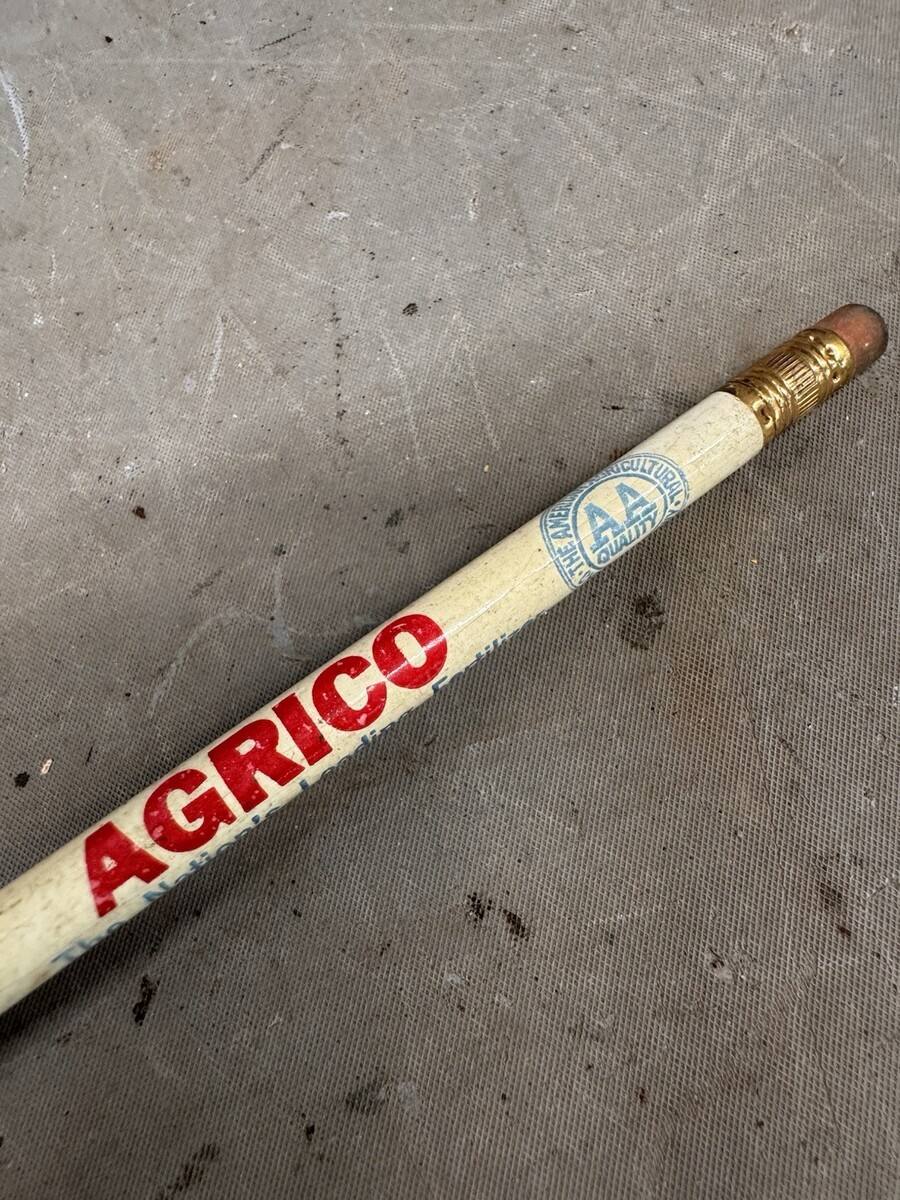 AGRICO
The Nation's Leading Fertilizer
THE AMERICAN AGRICULTURAL
AA
QUALITY